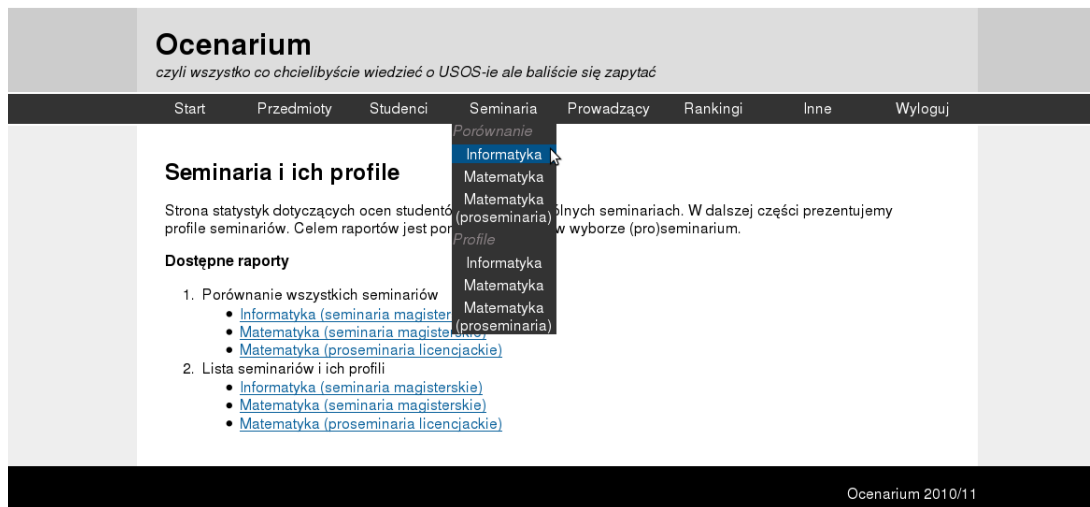 Ocenarium
czyli wszystko co chcielibyście wiedzieć o USOS-ie ale baliście się zapytać
Start Przedmioty Studenci Seminaria Prowadzący Rankingi Inne Wyloguj
Porównanie
Informatyka
Matematyka
Matematyka
(proseminaria)
Profile
Informatyka
Matematyka
Matematyka
(proseminaria)
Seminaria i ich profile
Strona statystyk dotyczących ocen seminariach. W dalszej części prezentujemy
profile seminariów. Celem raportów jest w wyborze (pro)seminarium.
Dostępne raporty
1. Porównanie wszystkich seminariów
Informatyka (seminaria
Matematyka (seminaria magisterskie)
Matematyka (proseminaria licencjackie)
2. Lista seminariów i ich profili
Informatyka (seminaria magisterskie)
Matematyka (seminaria magisterskie)
Matematyka (proseminaria licencjackie)
Ocenarium 2010/11